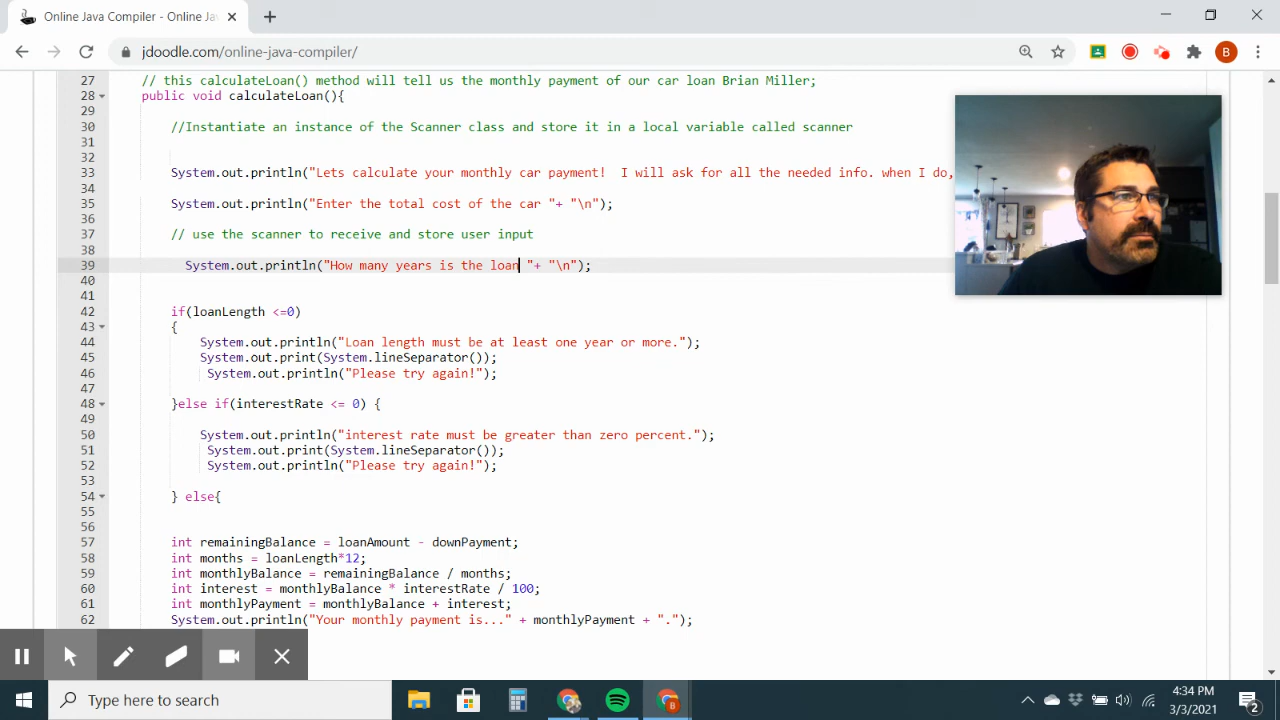 Online Java Compiler - Online Ja
jdoodle.com/online-java-compiler/
B
27 // this calculateLoan() method will tell us the monthly payment of our car loan Brian Miller;
28 public void calculateLoan(){
29
30 //Instantiate an instance of the Scanner class and store it in a local variable called scanner
31
32
33 System.out.println("Lets calculate your monthly car payment!  I will ask for all the needed info. when I do,
34
35 System.out.println("Enter the total cost of the car "+ "\n");
36
37 // use the scanner to receive and store user input
38
39 System.out.println("How many years is the loan "+ "\n");
40
41
42 if(loanLength <=0)
43 {
44 System.out.println("Loan length must be at least one year or more.");
45 System.out.print(System.lineSeparator());
46 System.out.println("Please try again!");
47
48 }else if(interestRate <= 0) {
49
50 System.out.println("interest rate must be greater than zero percent.");
51 System.out.print(System.lineSeparator());
52 System.out.println("Please try again!");
53
54 } else{
55
56
57 int remainingBalance = loanAmount - downPayment;
58 int months = loanLength*12;
59 int monthlyBalance = remainingBalance / months;
60 int interest = monthlyBalance * interestRate / 100;
61 int monthlyPayment = monthlyBalance + interest;
62 System.out.println("Your monthly payment is..." + monthlyPayment + ".");
Type here to search
B
4:34 PM
3/3/2021
2